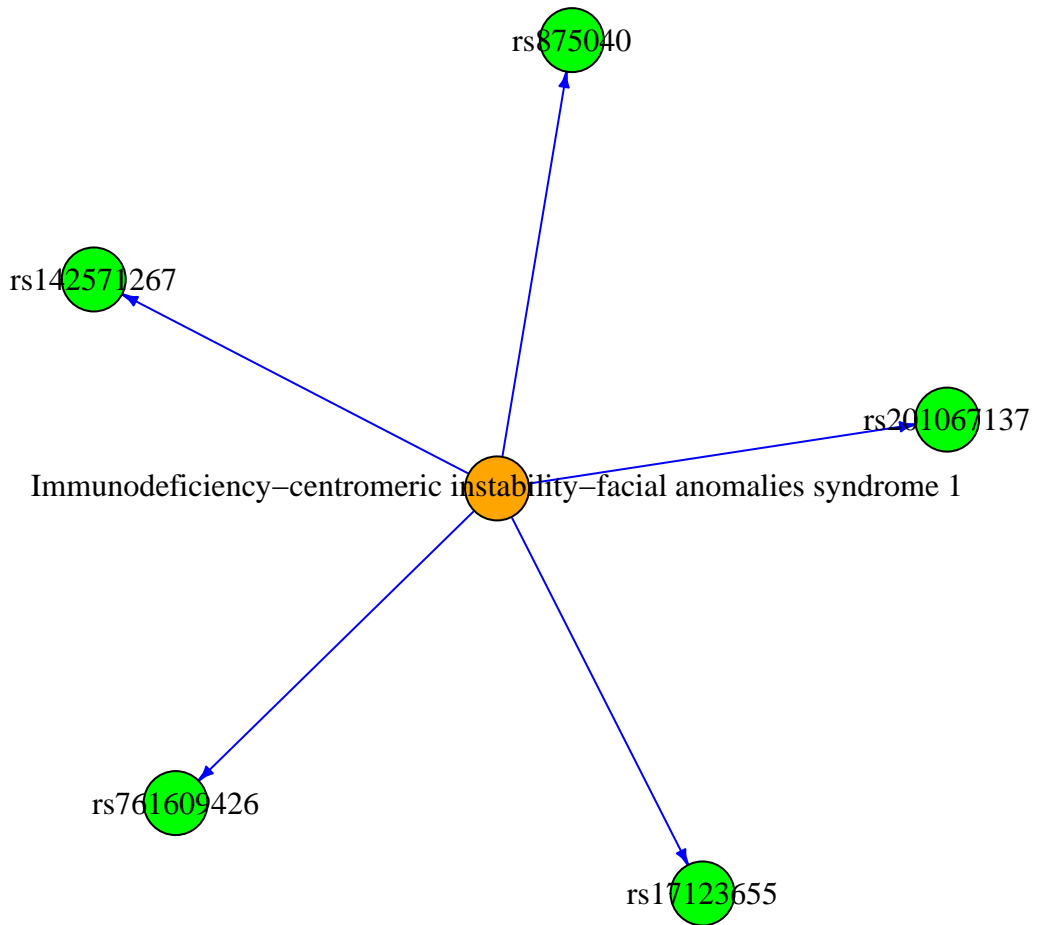 rs875040
rs142571267
rs201067137
Immunodeficiency−centromeric instability−facial anomalies syndrome 1
rs761609426
rs17123655